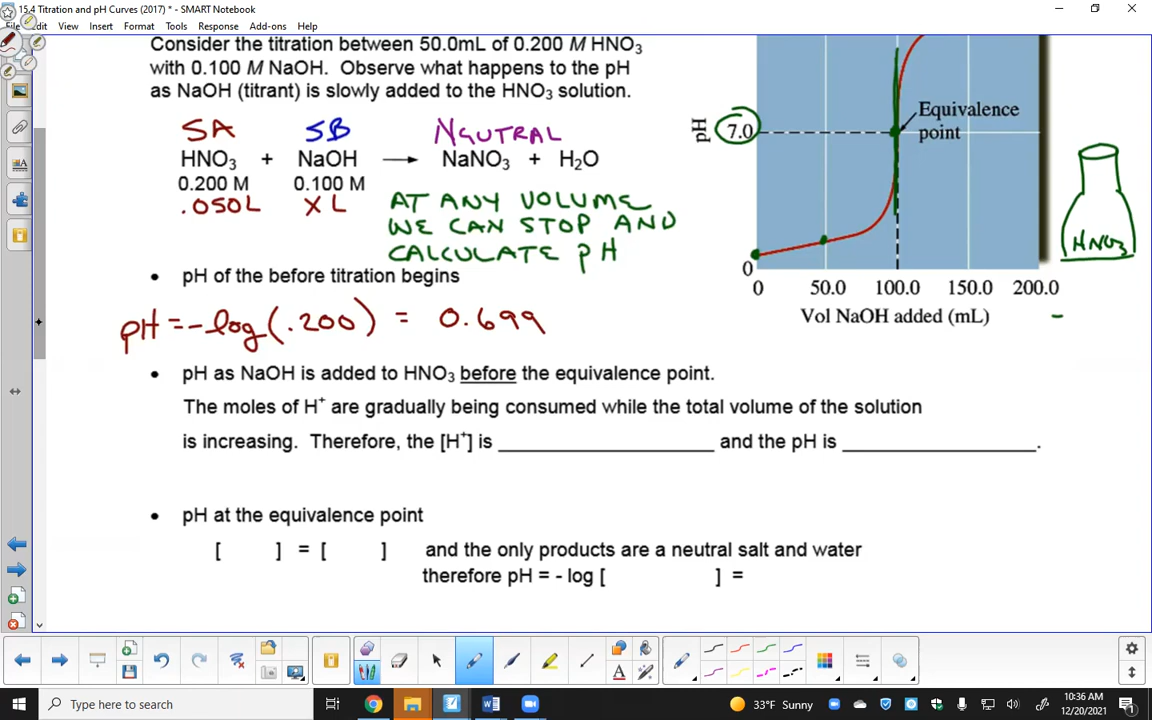 15.4 Titration and pH Curves (2017) * - SMART Notebook
File Edit View Insert Format Tools Response Add-ons Help
Consider the titration between 50.0mL of 0.200 M HNO₃
with 0.100 M NaOH. Observe what happens to the pH
as NaOH (titrant) is slowly added to the HNO₃ solution.
SA SB NEUTRAL
HNO₃ + NaOH → NaNO₃ + H₂O
0.200 M 0.100 M
.050L X L
AT ANY VOLUME
WE CAN STOP AND
CALCULATE pH
pH
7.0
Equivalence
point
0
0 50.0 100.0 150.0 200.0
Vol NaOH added (mL)
HNO₃
• pH of the before titration begins
pH = -log(.200) = 0.699
• pH as NaOH is added to HNO₃ before the equivalence point.
The moles of H⁺ are gradually being consumed while the total volume of the solution
is increasing. Therefore, the [H⁺] is ____________________ and the pH is ____________________.
• pH at the equivalence point
[ ] = [ ] and the only products are a neutral salt and water
therefore pH = - log [ ] =
Type here to search
33°F Sunny
10:36 AM
12/20/2021